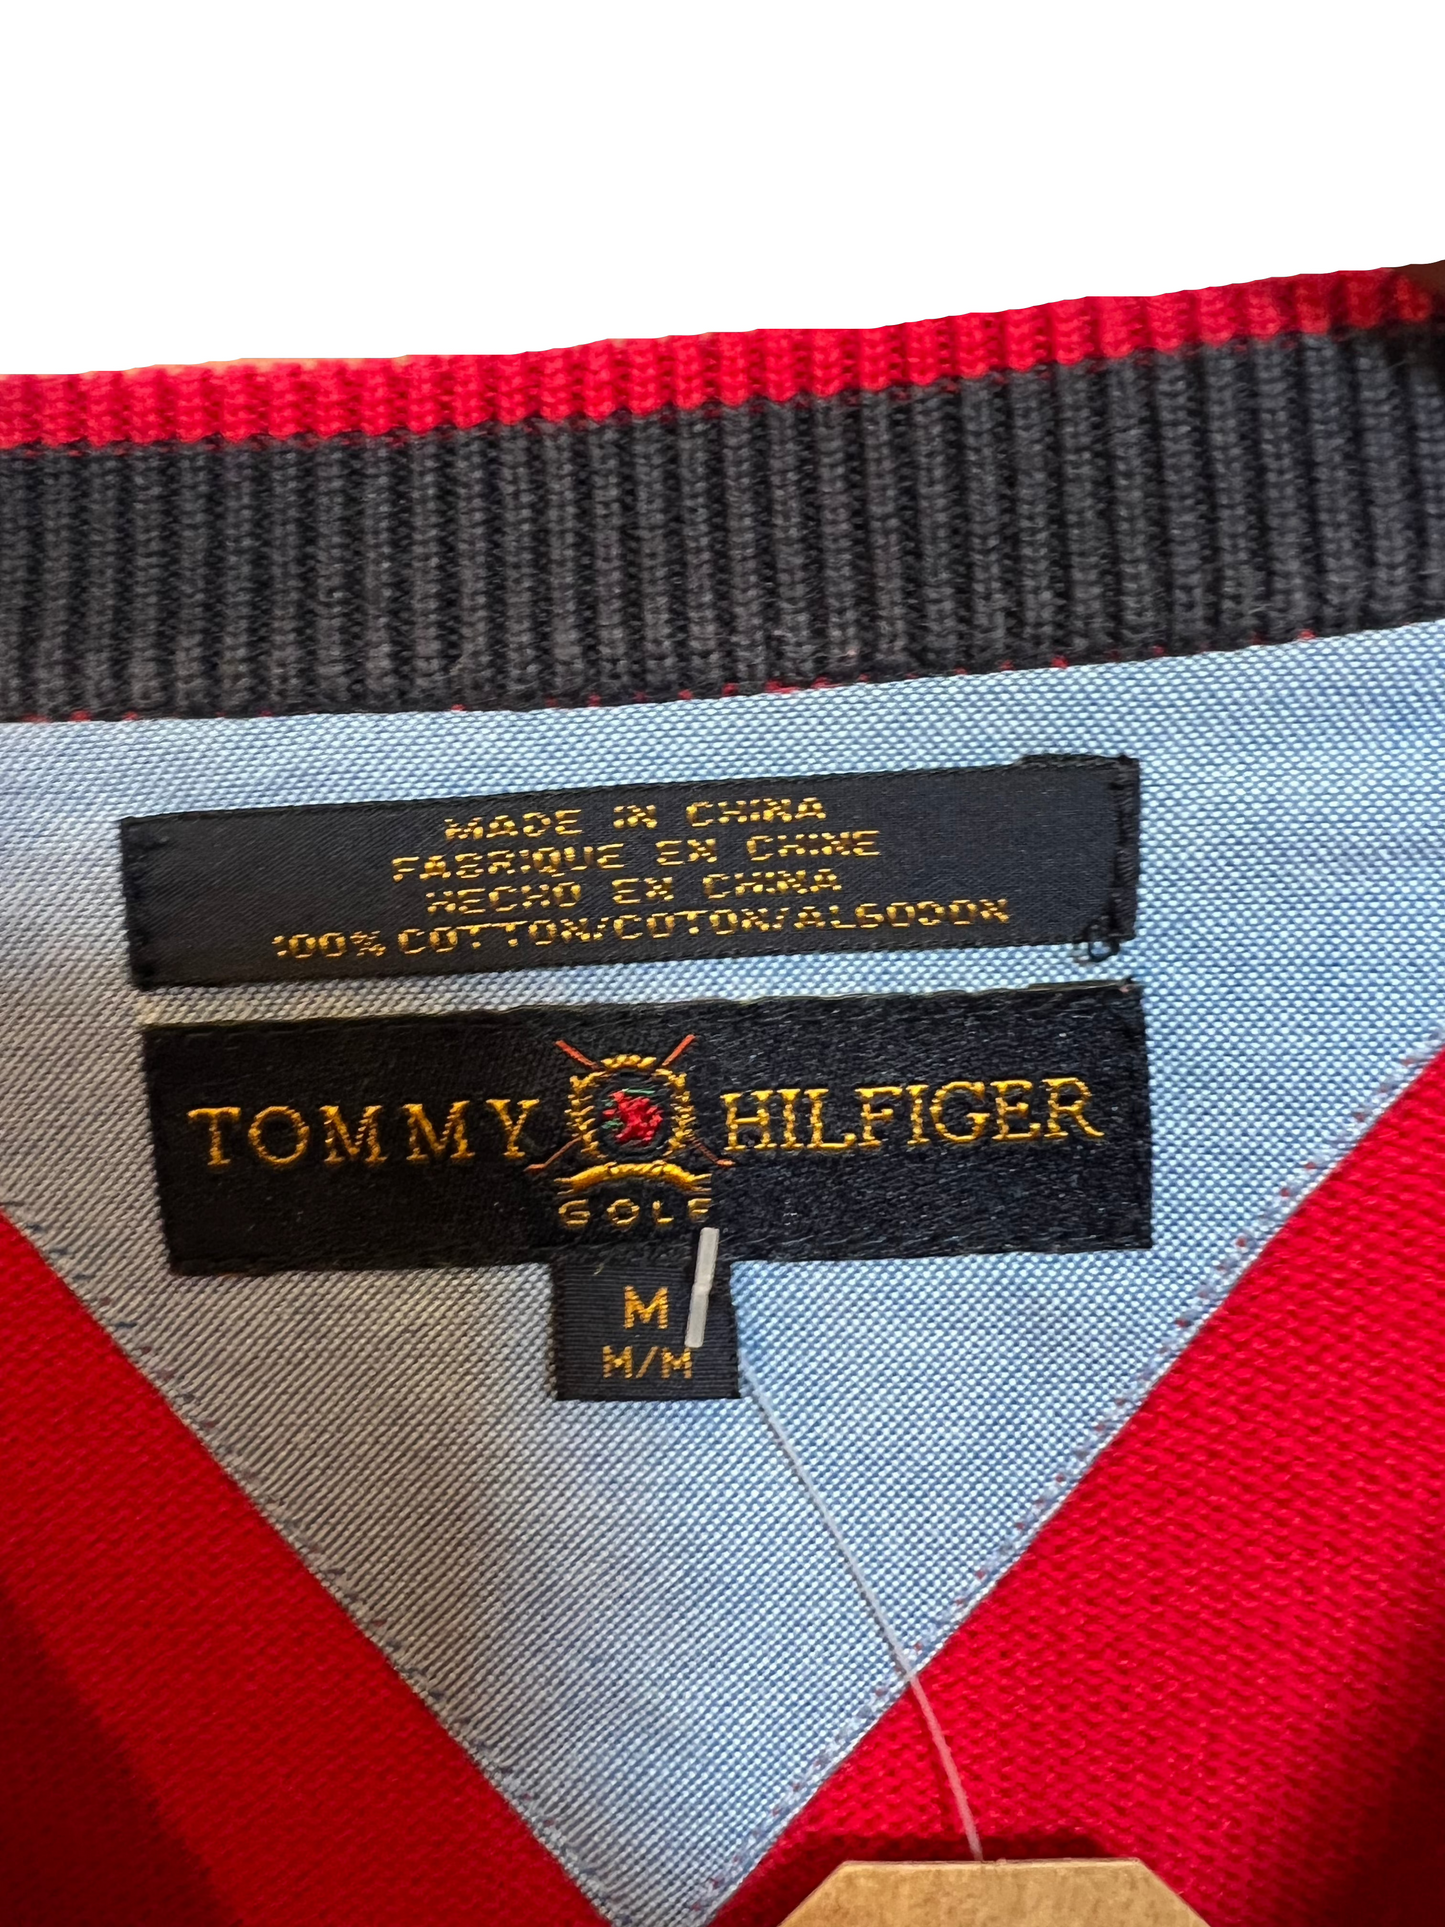 MADE IN CHINA
FABRIQUE EN CHINE
HECHO EN CHINA
100% COTTON/COTON/ALGODON
TOMMY HILFIGER
GOLF
M
M/M